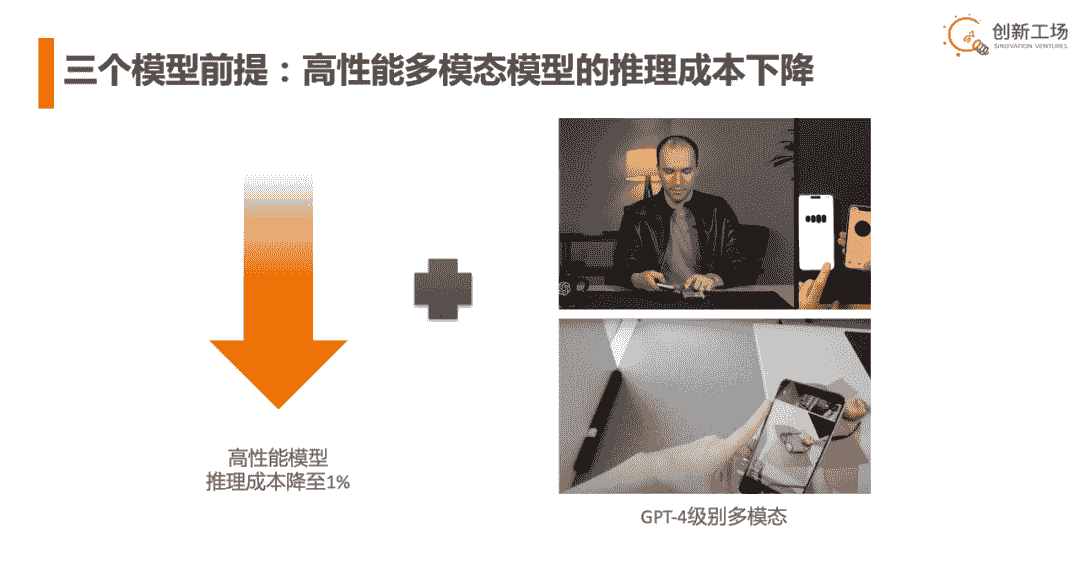 创新工场
SINOVATION VENTURES
三个模型前提：高性能多模态模型的推理成本下降
高性能模型
推理成本降至1%
GPT-4级别多模态